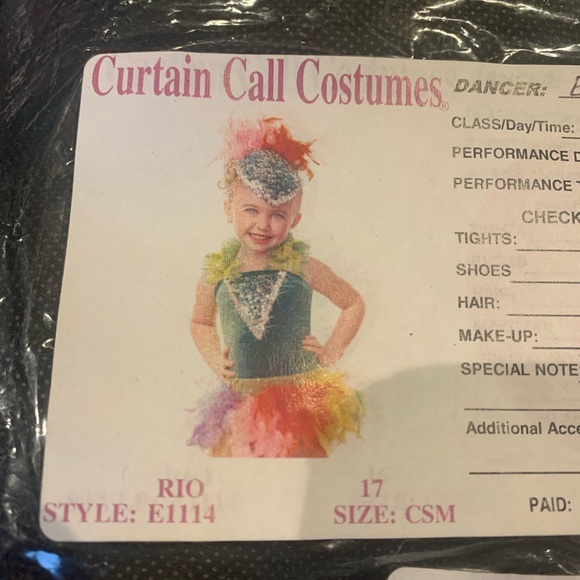 Curtain Call Costumes®
DANCER:
CLASS/Day/Time:
PERFORMANCE
PERFORMANCE
CHECK
TIGHTS:
SHOES
HAIR:
MAKE-UP:
SPECIAL NOTE
Additional Acce
PAID:
RIO 17
STYLE: E1114 SIZE: CSM